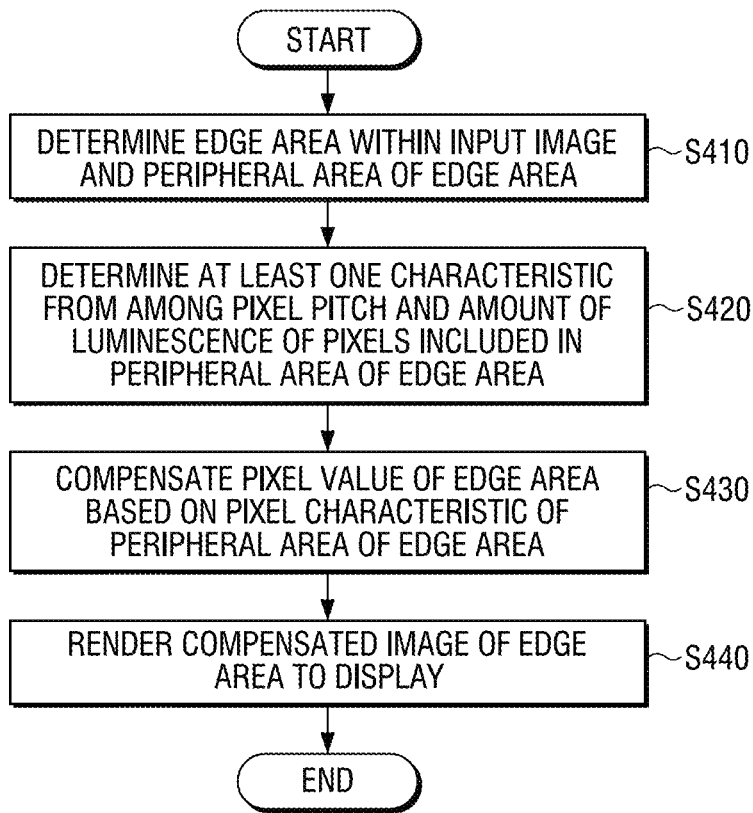 START
DETERMINE EDGE AREA WITHIN INPUT IMAGE
AND PERIPHERAL AREA OF EDGE AREA
S410
DETERMINE AT LEAST ONE CHARACTERISTIC
FROM AMONG PIXEL PITCH AND AMOUNT OF
LUMINESCENCE OF PIXELS INCLUDED IN
PERIPHERAL AREA OF EDGE AREA
S420
COMPENSATE PIXEL VALUE OF EDGE AREA
BASED ON PIXEL CHARACTERISTIC OF
PERIPHERAL AREA OF EDGE AREA
S430
RENDER COMPENSATED IMAGE OF EDGE
AREA TO DISPLAY
S440
END